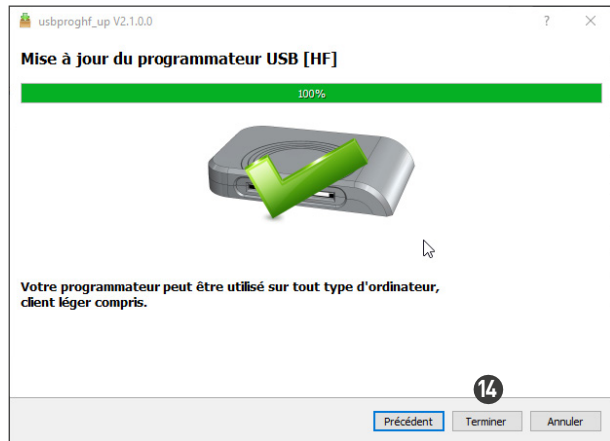 usbproghf_up V2.1.0.0
Mise à jour du programmateur USB [HF]
100%
Votre programmateur peut être utilisé sur tout type d'ordinateur,
client léger compris.
14
Précédent Terminer Annuler